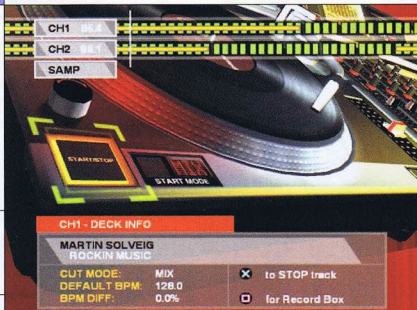 CH1
CH2
SAMP
START/STOP
MIX
START MODE
CH1 - DECK INFO
MARTIN SOLVEIG
ROCKIN MUSIC
CUT MODE: MIX
DEFAULT BPM: 128.0
BPM DIFF: 0.0%
to STOP track
for Record Box